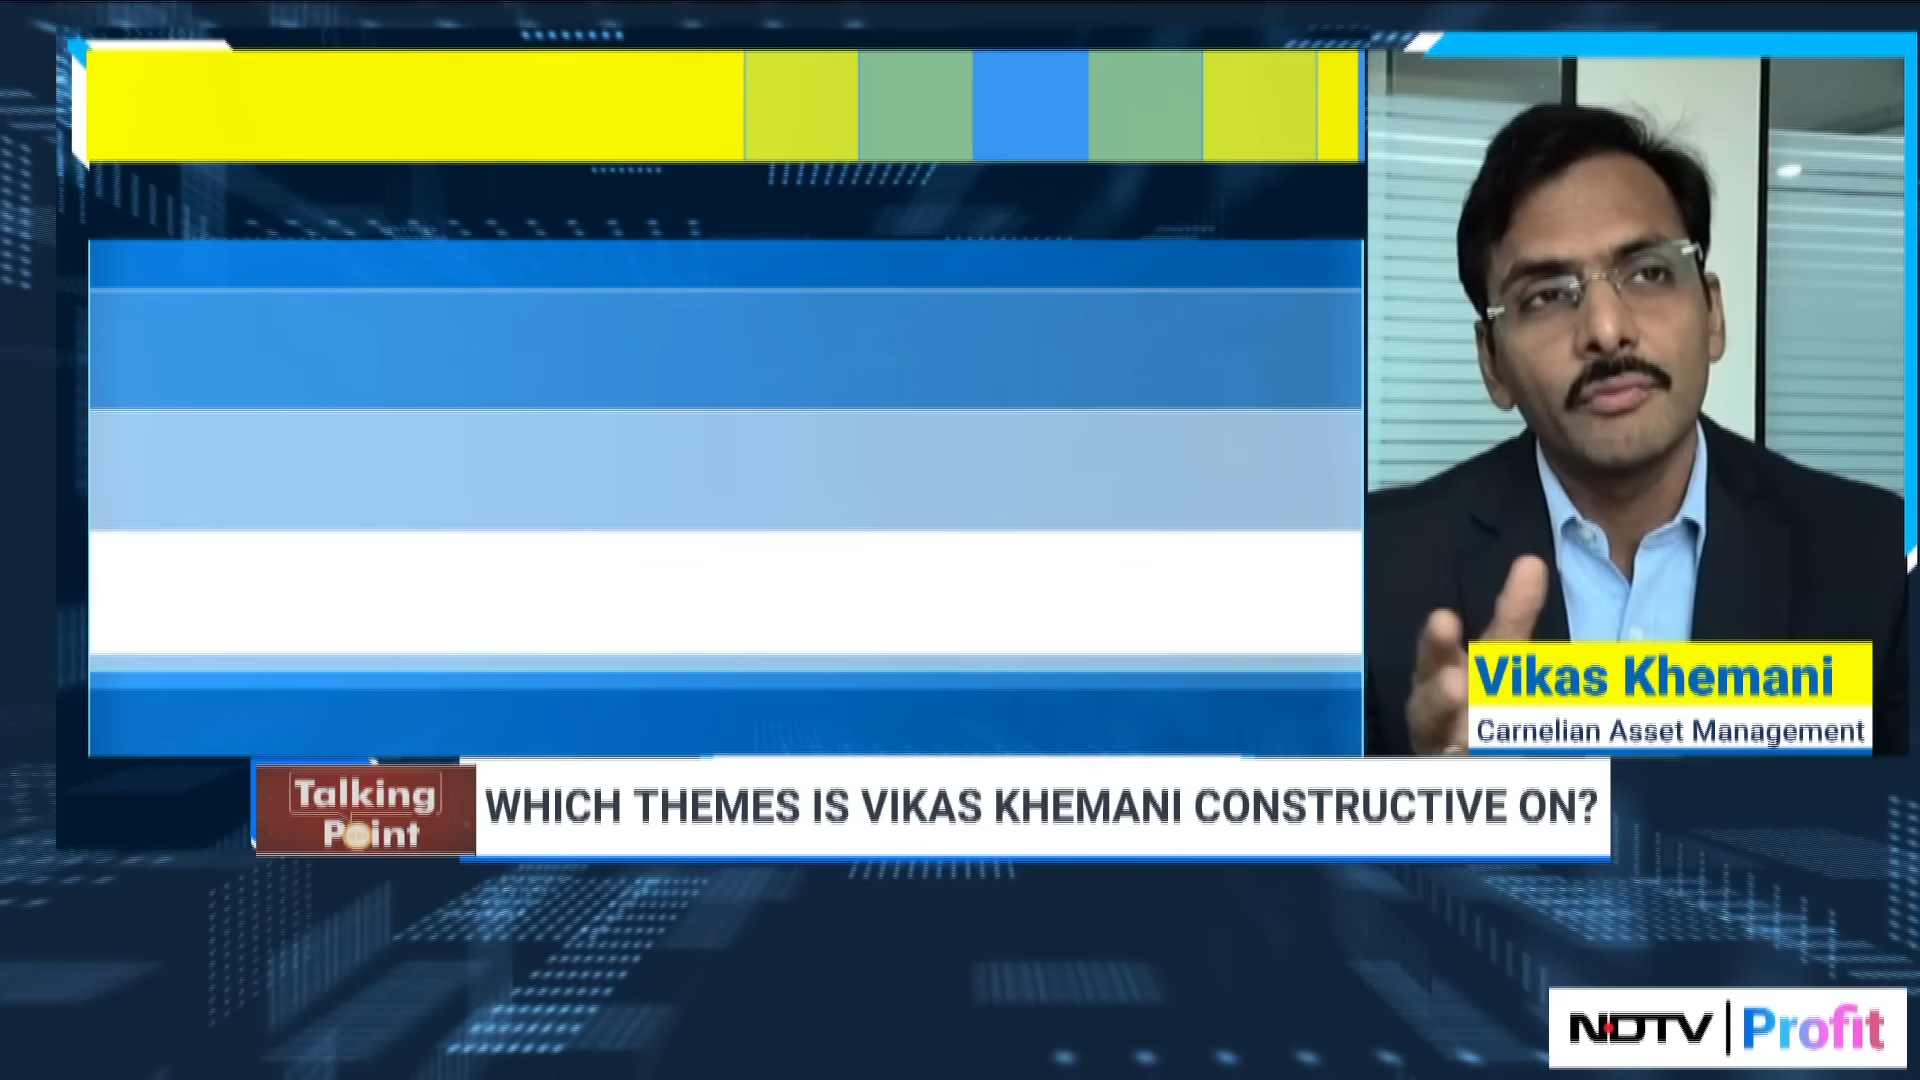 Vikas Khemani
Carnelian Asset Management
Talking
Point
WHICH THEMES IS VIKAS KHEMANI CONSTRUCTIVE ON?
NDTV Profit